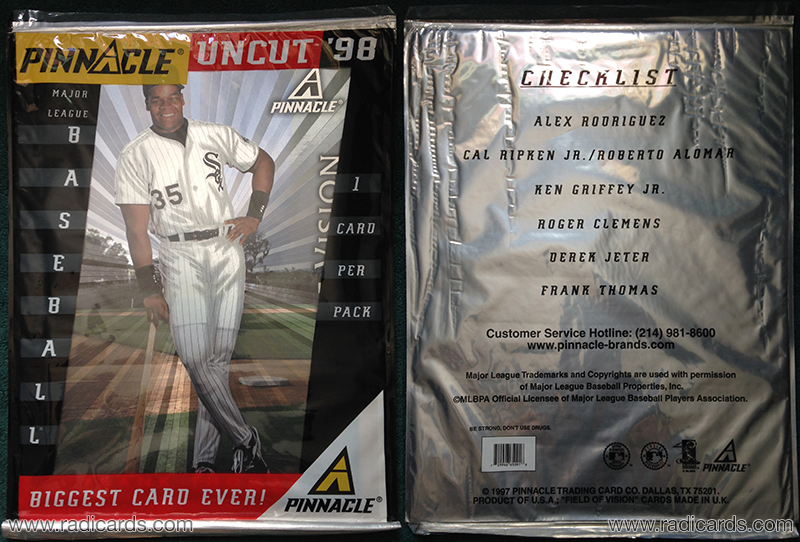 PINNACLE® UNCUT '98
PINNACLE®
MAJOR
LEAGUE
B
A
S
E
B
A
L
L
35
Sox
VISION
1
CARD
PER
PACK
BIGGEST CARD EVER!
PINNACLE®
www.radicards.com
CHECKLIST
ALEX RODRIGUEZ
CAL RIPKEN JR./ROBERTO ALOMAR
KEN GRIFFEY JR.
ROGER CLEMENS
DEREK JETER
FRANK THOMAS
Customer Service Hotline: (214) 981-8600
www.pinnacle-brands.com
Major League Trademarks and Copyrights are used with permission
of Major League Baseball Properties, Inc.
©MLBPA Official Licensee of Major League Baseball Players Association.
BE STRONG, DON'T USE DRUGS.
PINNACLE®
© 1997 PINNACLE TRADING CARD CO. DALLAS, TX 75201.
PRODUCT OF U.S.A.; "FIELD OF VISION" CARDS MADE IN U.K.
www.radicards.com